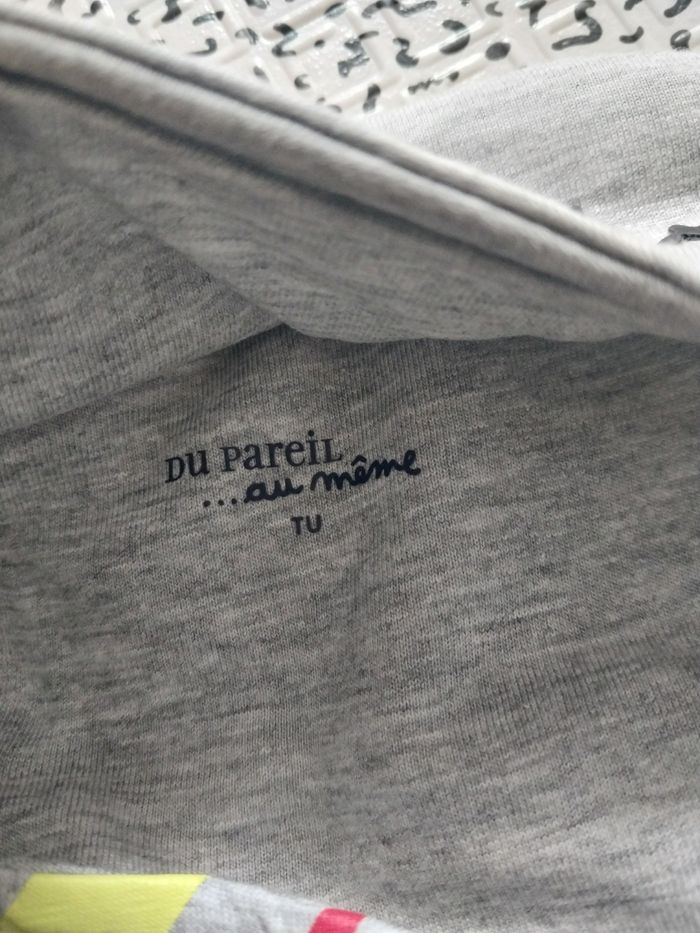 Du Pareil
...au même
TU